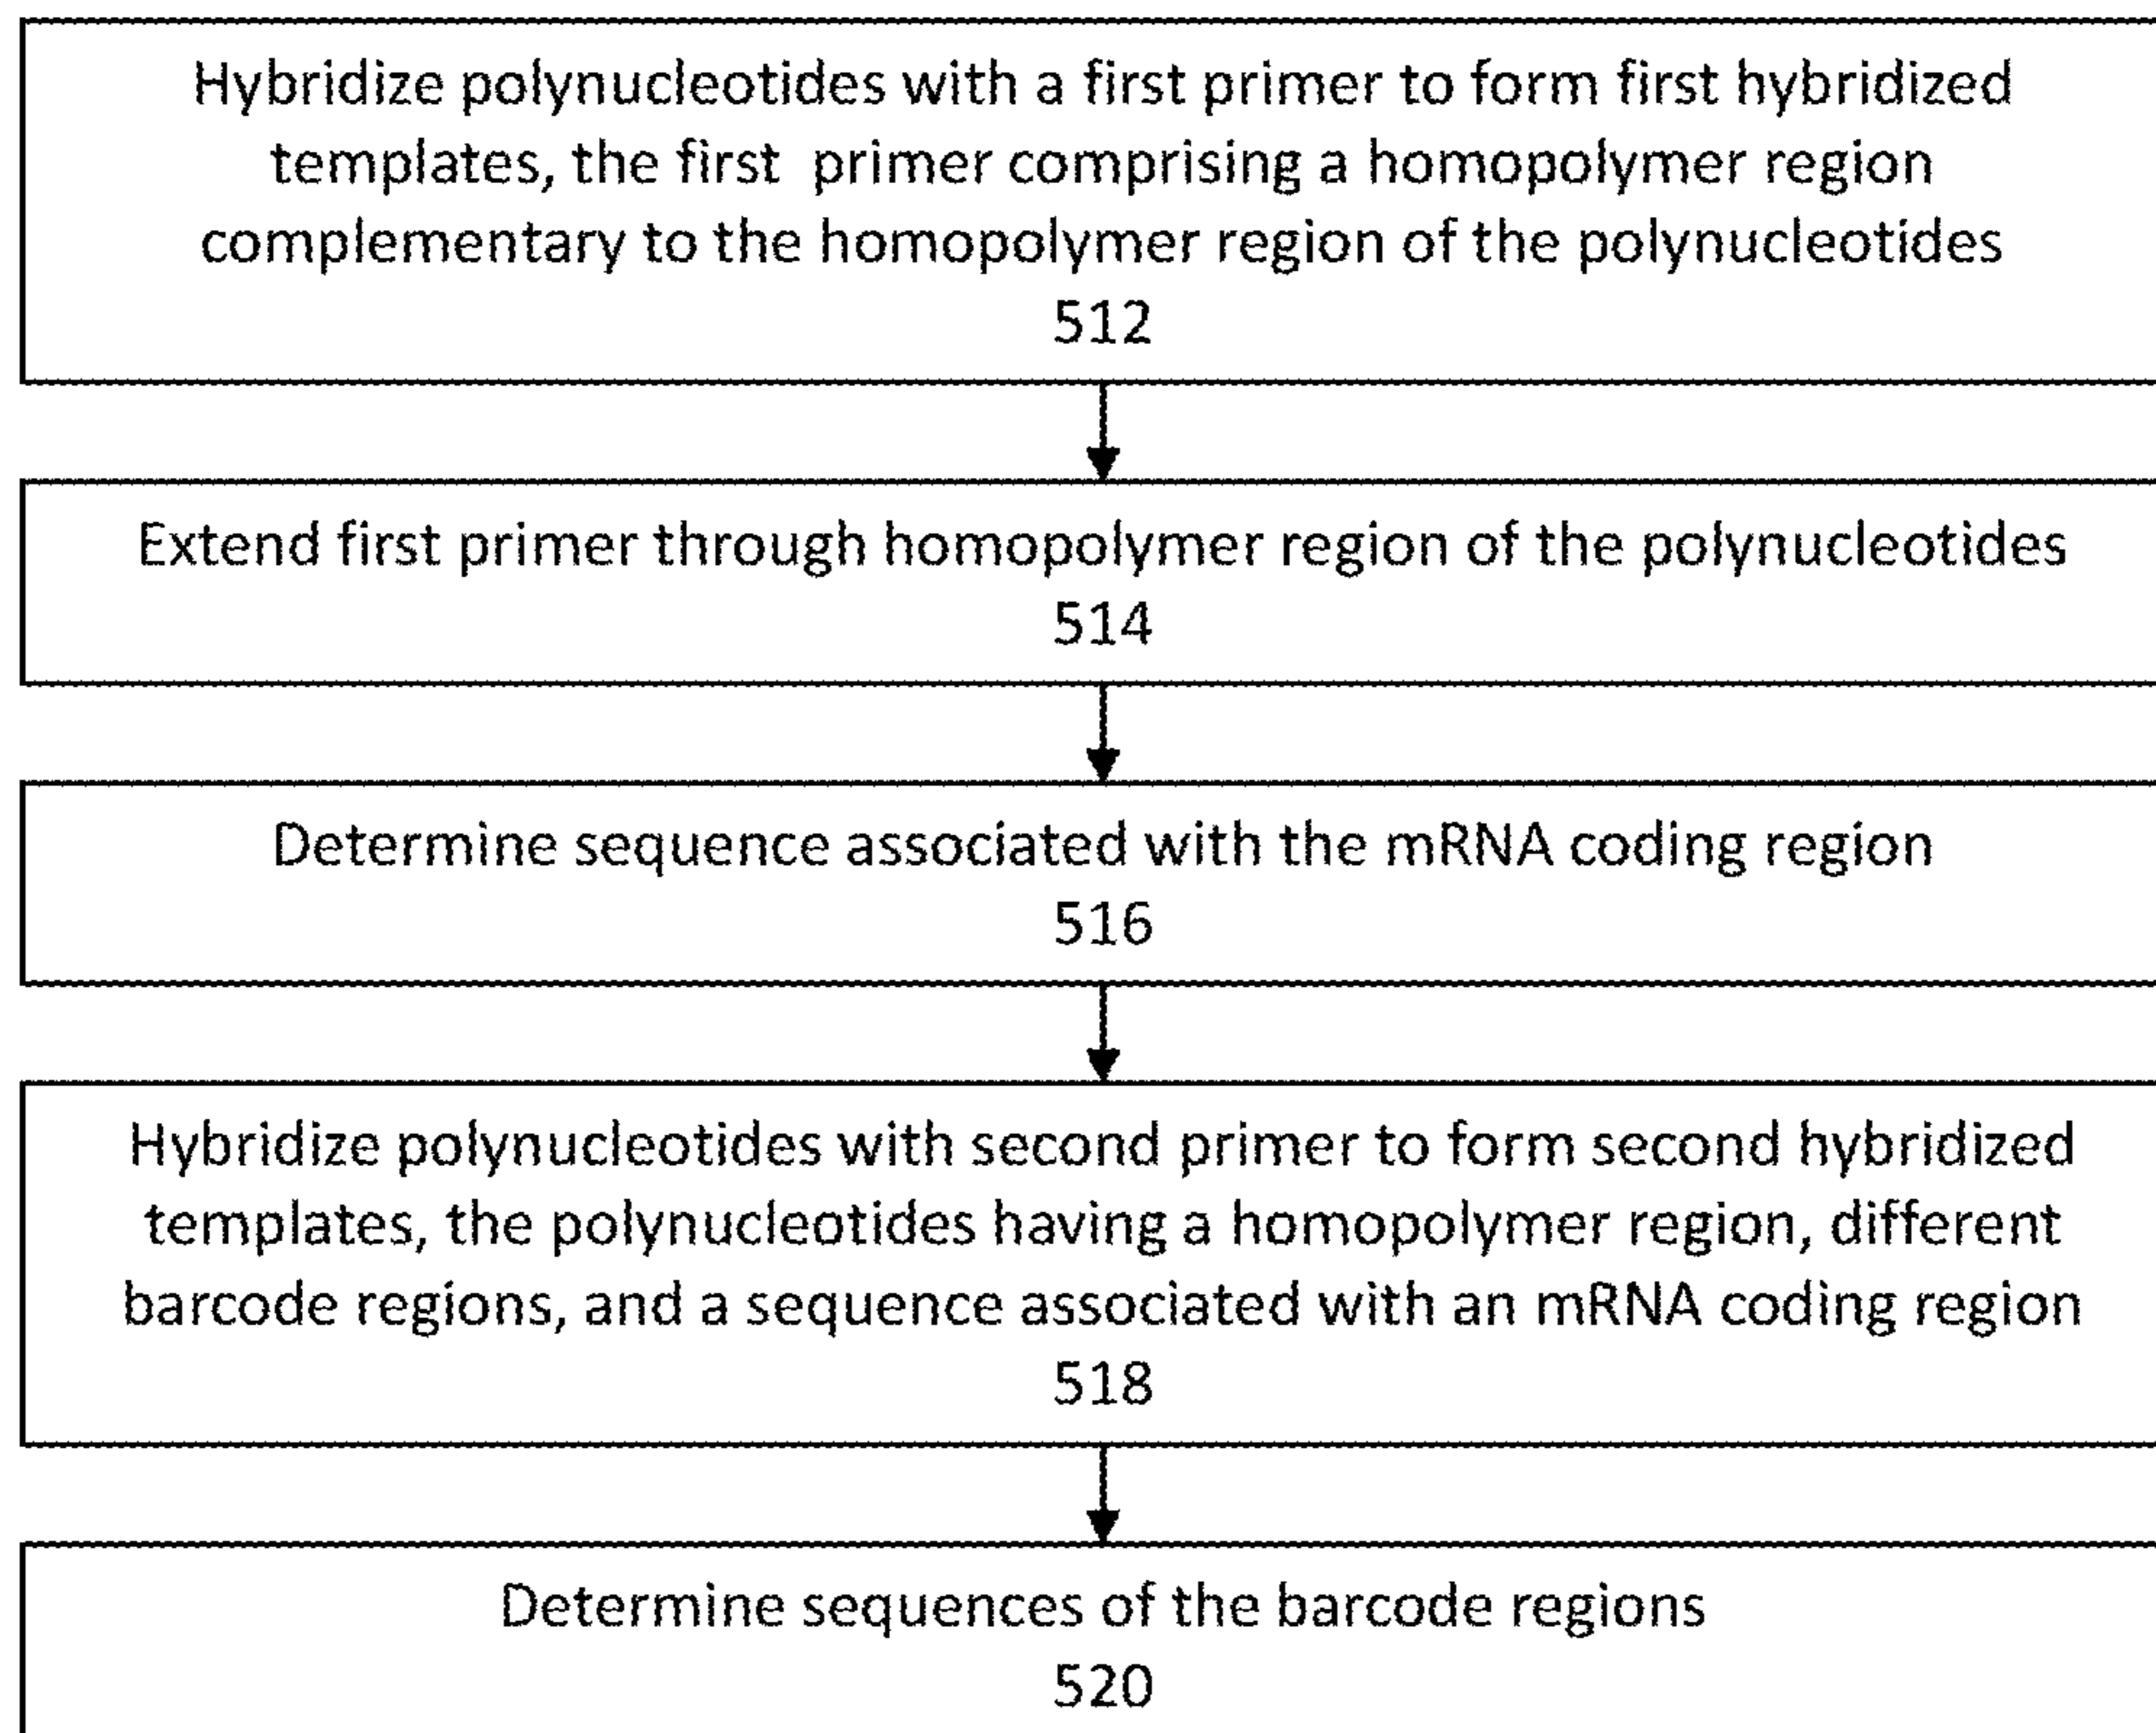 Hybridize polynucleotides with a first primer to form first hybridized
templates, the first primer comprising a homopolymer region
complementary to the homopolymer region of the polynucleotides
512
Extend first primer through homopolymer region of the polynucleotides
514
Determine sequence associated with the mRNA coding region
516
Hybridize polynucleotides with second primer to form second hybridized
templates, the polynucleotides having a homopolymer region, different
barcode regions, and a sequence associated with an mRNA coding region
518
Determine sequences of the barcode regions
520